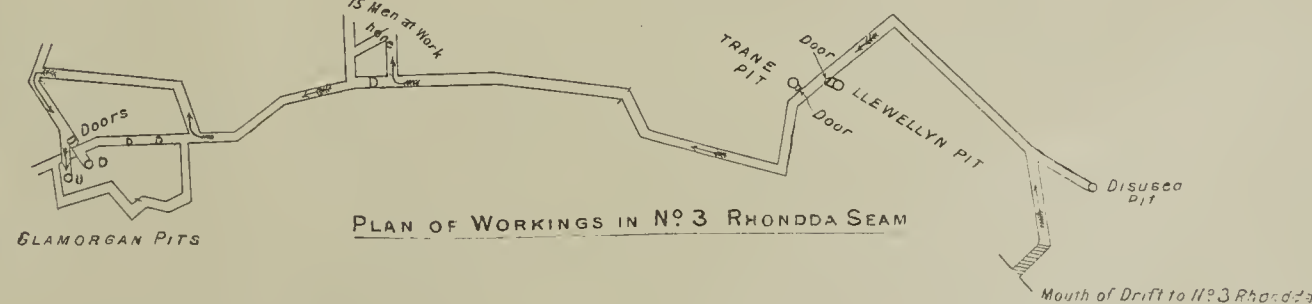 15 Men at Work
here
D
TRANE
PIT
Door
Door
LLEWELLYN PIT
Doors
D
D
D
U
DISUSED
PIT
GLAMORGAN PITS
PLAN OF WORKINGS IN Nº 3 RHONDDA SEAM
Mouth of Drift to Nº 3 Rhondda